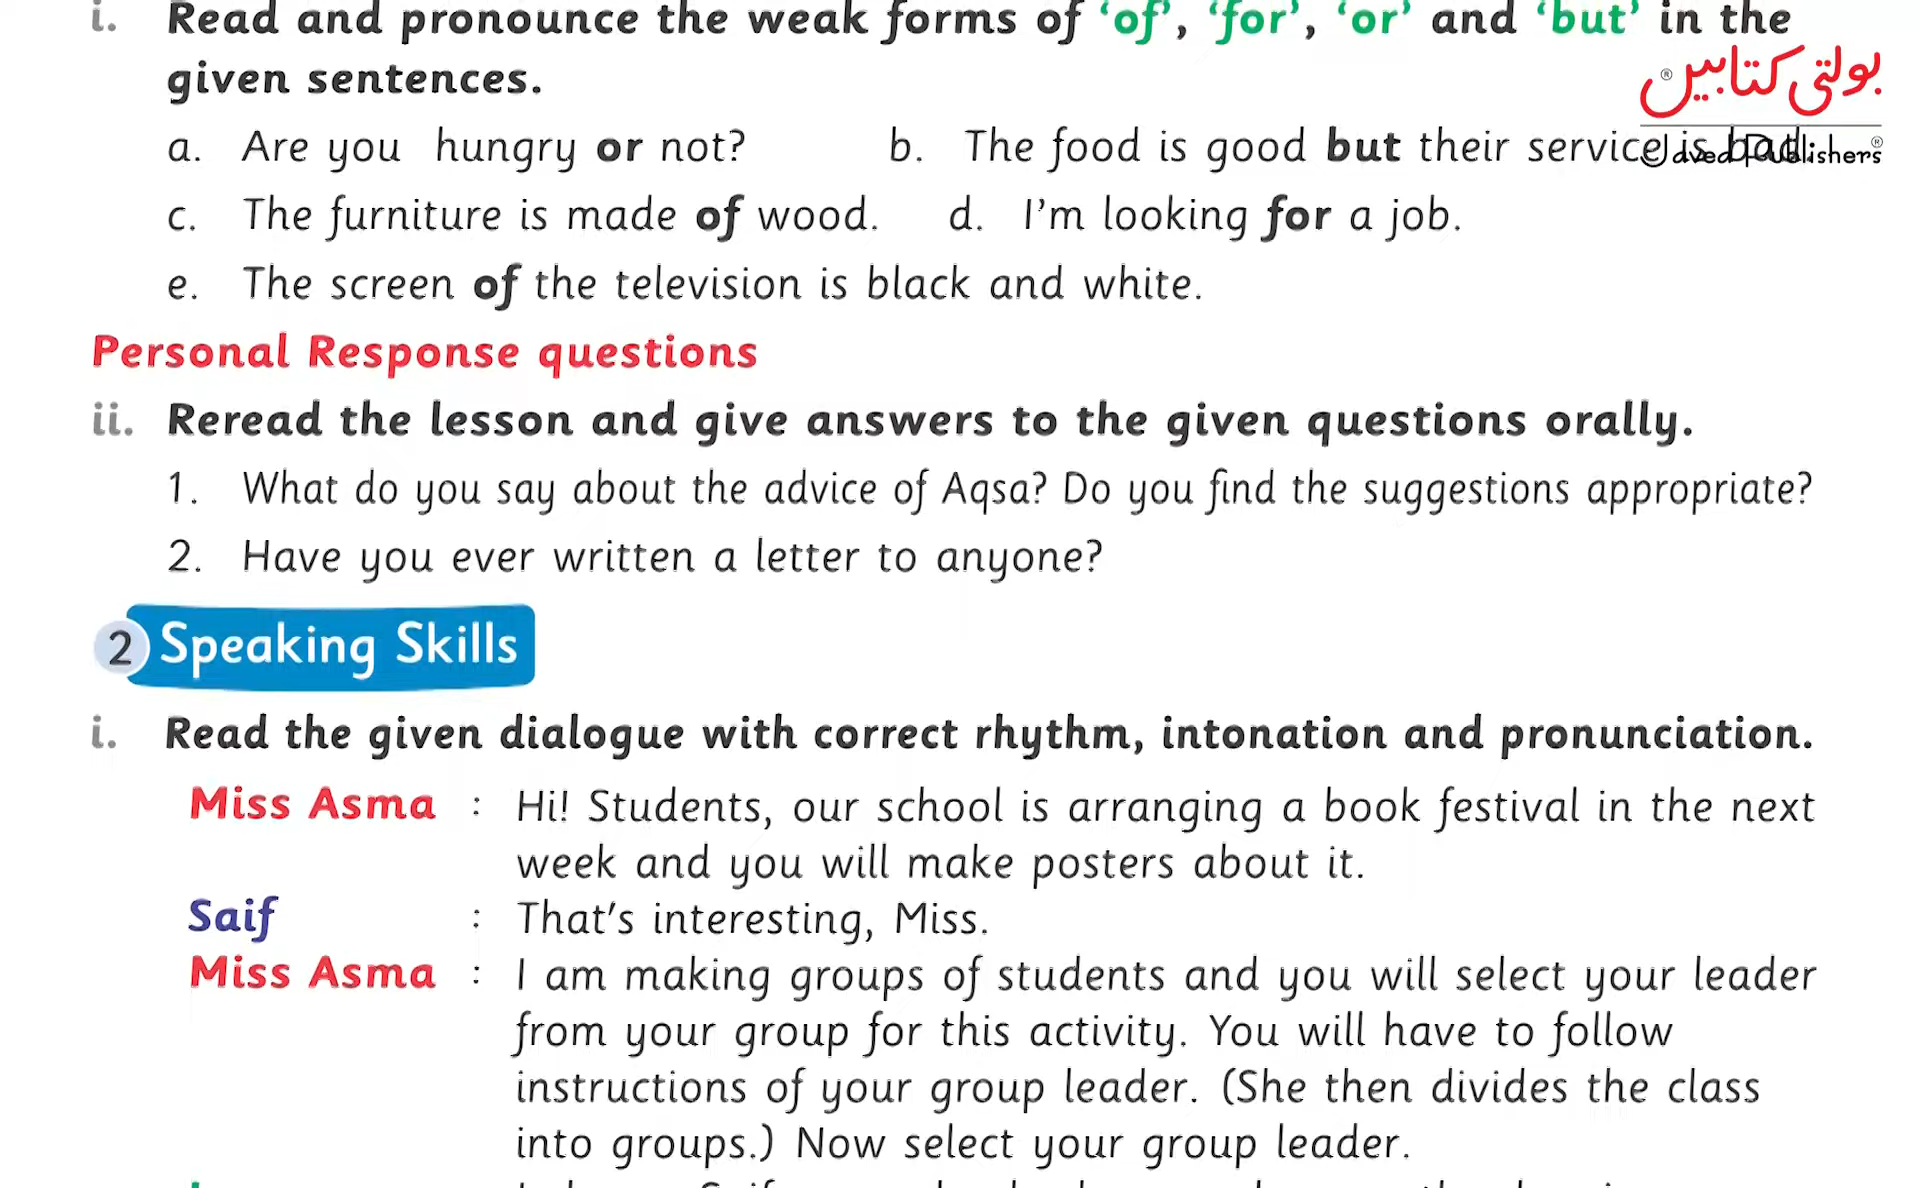 i. Read and pronounce the weak forms of ‘of’, ‘for’, ‘or’ and ‘but’ in the
given sentences.
بولتی کتابیں ®
a. Are you hungry or not? b. The food is good but their service is bad.
Javed Publishers ®
c. The furniture is made of wood. d. I’m looking for a job.
e. The screen of the television is black and white.
Personal Response questions
ii. Reread the lesson and give answers to the given questions orally.
1. What do you say about the advice of Aqsa? Do you find the suggestions appropriate?
2. Have you ever written a letter to anyone?
2 Speaking Skills
i. Read the given dialogue with correct rhythm, intonation and pronunciation.
Miss Asma : Hi! Students, our school is arranging a book festival in the next
week and you will make posters about it.
Saif : That’s interesting, Miss.
Miss Asma : I am making groups of students and you will select your leader
from your group for this activity. You will have to follow
instructions of your group leader. (She then divides the class
into groups.) Now select your group leader.